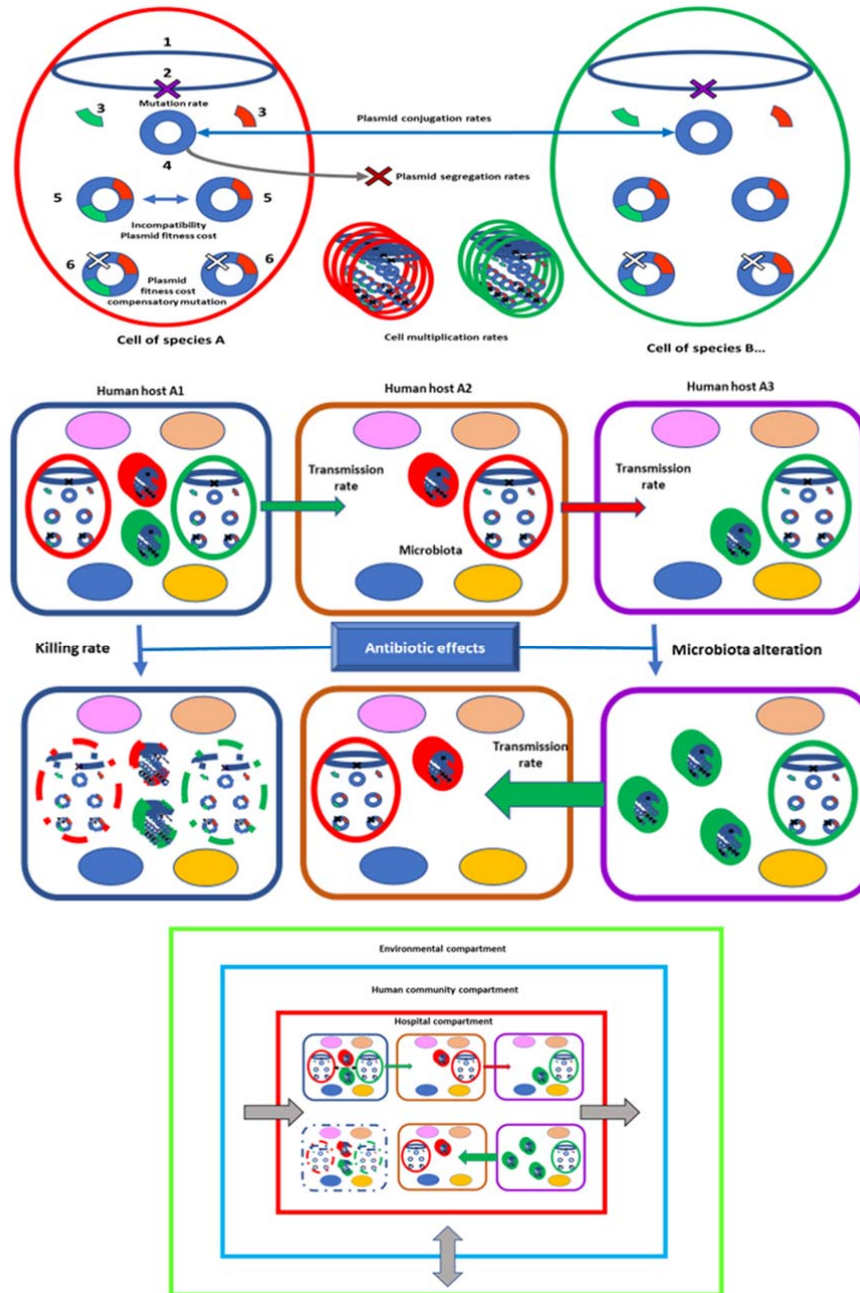 1
2
Mutation rate
3
3
4
5
5
Incompatibility
Plasmid fitness cost
6
6
Plasmid
fitness cost
compensatory mutation
Cell of species A
Plasmid conjugation rates
Plasmid segregation rates
Cell multiplication rates
Cell of species B...
Human host A1
Human host A2
Human host A3
Transmission
rate
Transmission
rate
Microbiota
Killing rate
Antibiotic effects
Microbiota alteration
Transmission
rate
Environmental compartment
Human community compartment
Hospital compartment